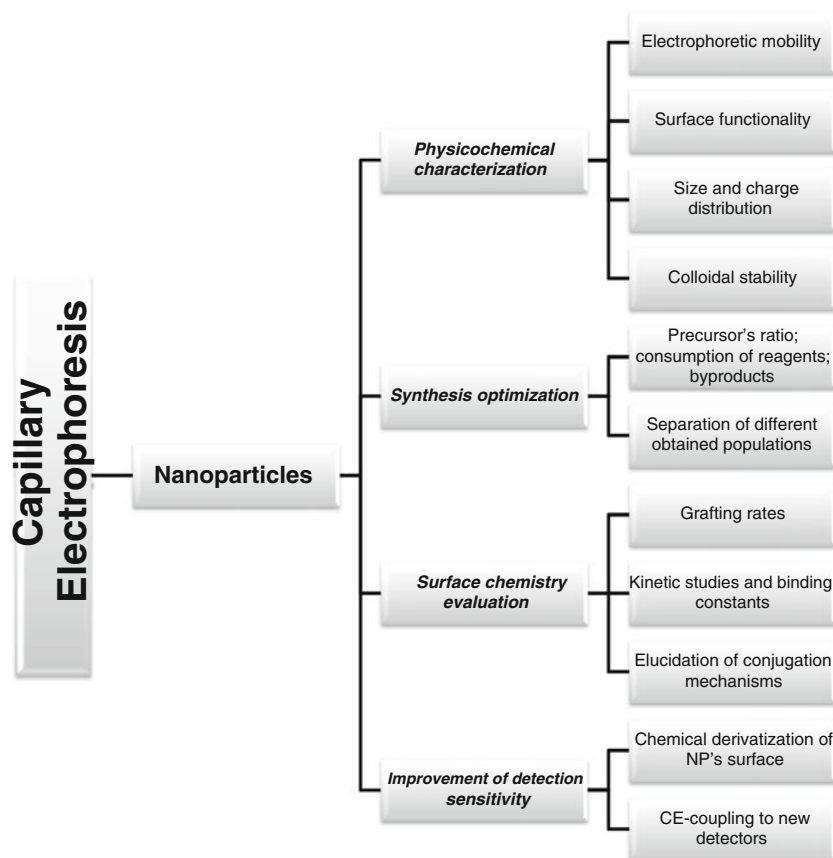 Capillary
Electrophoresis
Nanoparticles
Physicochemical
characterization
Electrophoretic mobility
Surface functionality
Size and charge
distribution
Colloidal stability
Synthesis optimization
Precursor's ratio;
consumption of reagents;
byproducts
Separation of different
obtained populations
Surface chemistry
evaluation
Grafting rates
Kinetic studies and binding
constants
Elucidation of conjugation
mechanisms
Improvement of detection
sensitivity
Chemical derivatization of
NP's surface
CE-coupling to new
detectors